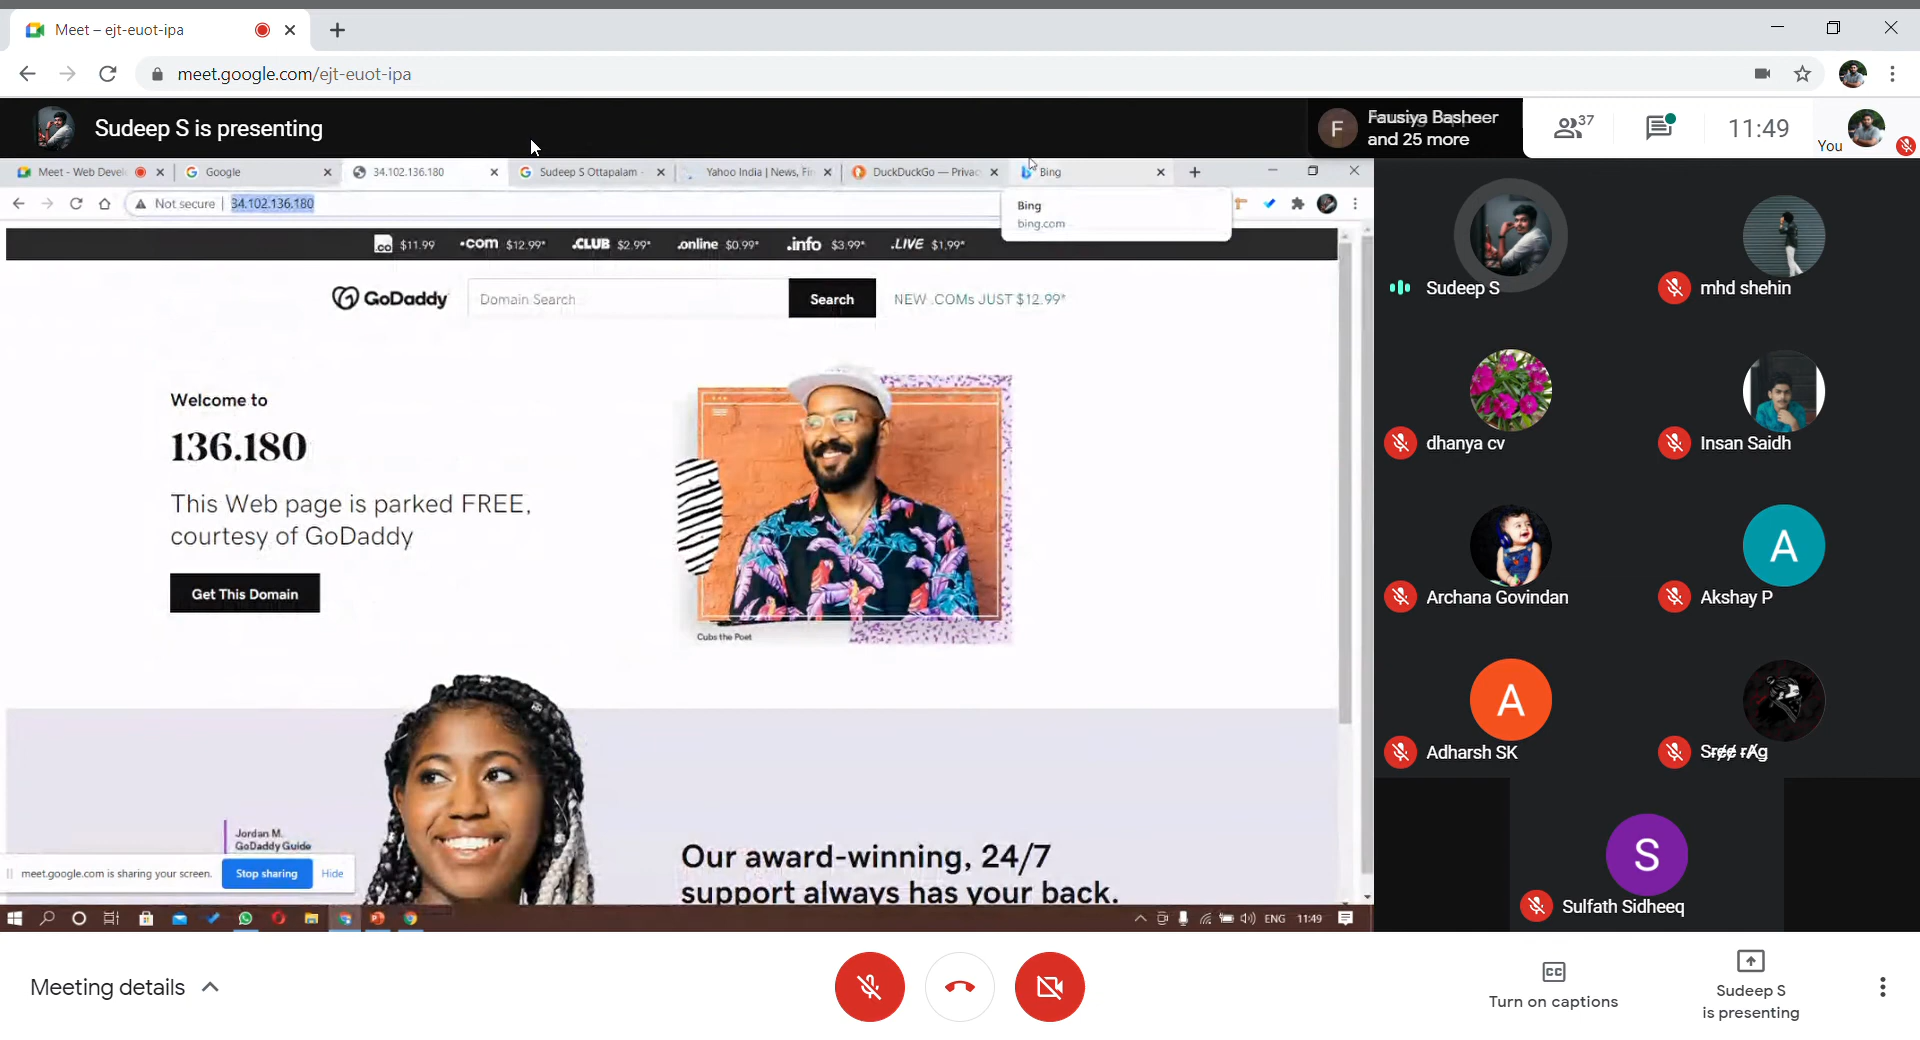 Meet – ejt-euot-ipa
meet.google.com/ejt-euot-ipa
Sudeep S is presenting
F
Fausiya Basheer
and 25 more
37
11:49
You
Meet - Web Devel
Google
34.102.136.180
Sudeep S Ottapalam -
Yahoo India | News, Fin
DuckDuckGo — Privac
Bing
Not secure | 34.102.136.180
Bing
bing.com
.co $11.99 •com $12.99* .CLUB $2.99* .online $0.99* .info $3.99* .LIVE $1.99*
GoDaddy
Domain Search
Search
NEW .COMs JUST $12.99*
Welcome to
136.180
This Web page is parked FREE,
courtesy of GoDaddy
Get This Domain
Cubs the Poet
Jordan M.
GoDaddy Guide
Our award-winning, 24/7
support always has your back.
meet.google.com is sharing your screen.
Stop sharing
Hide
ENG 11:49
Sudeep S
mhd shehin
dhanya cv
Insan Saidh
A
Archana Govindan
Akshay P
A
Adharsh SK
S
Sulfath Sidheeq
Meeting details
CC
Turn on captions
Sudeep S
is presenting